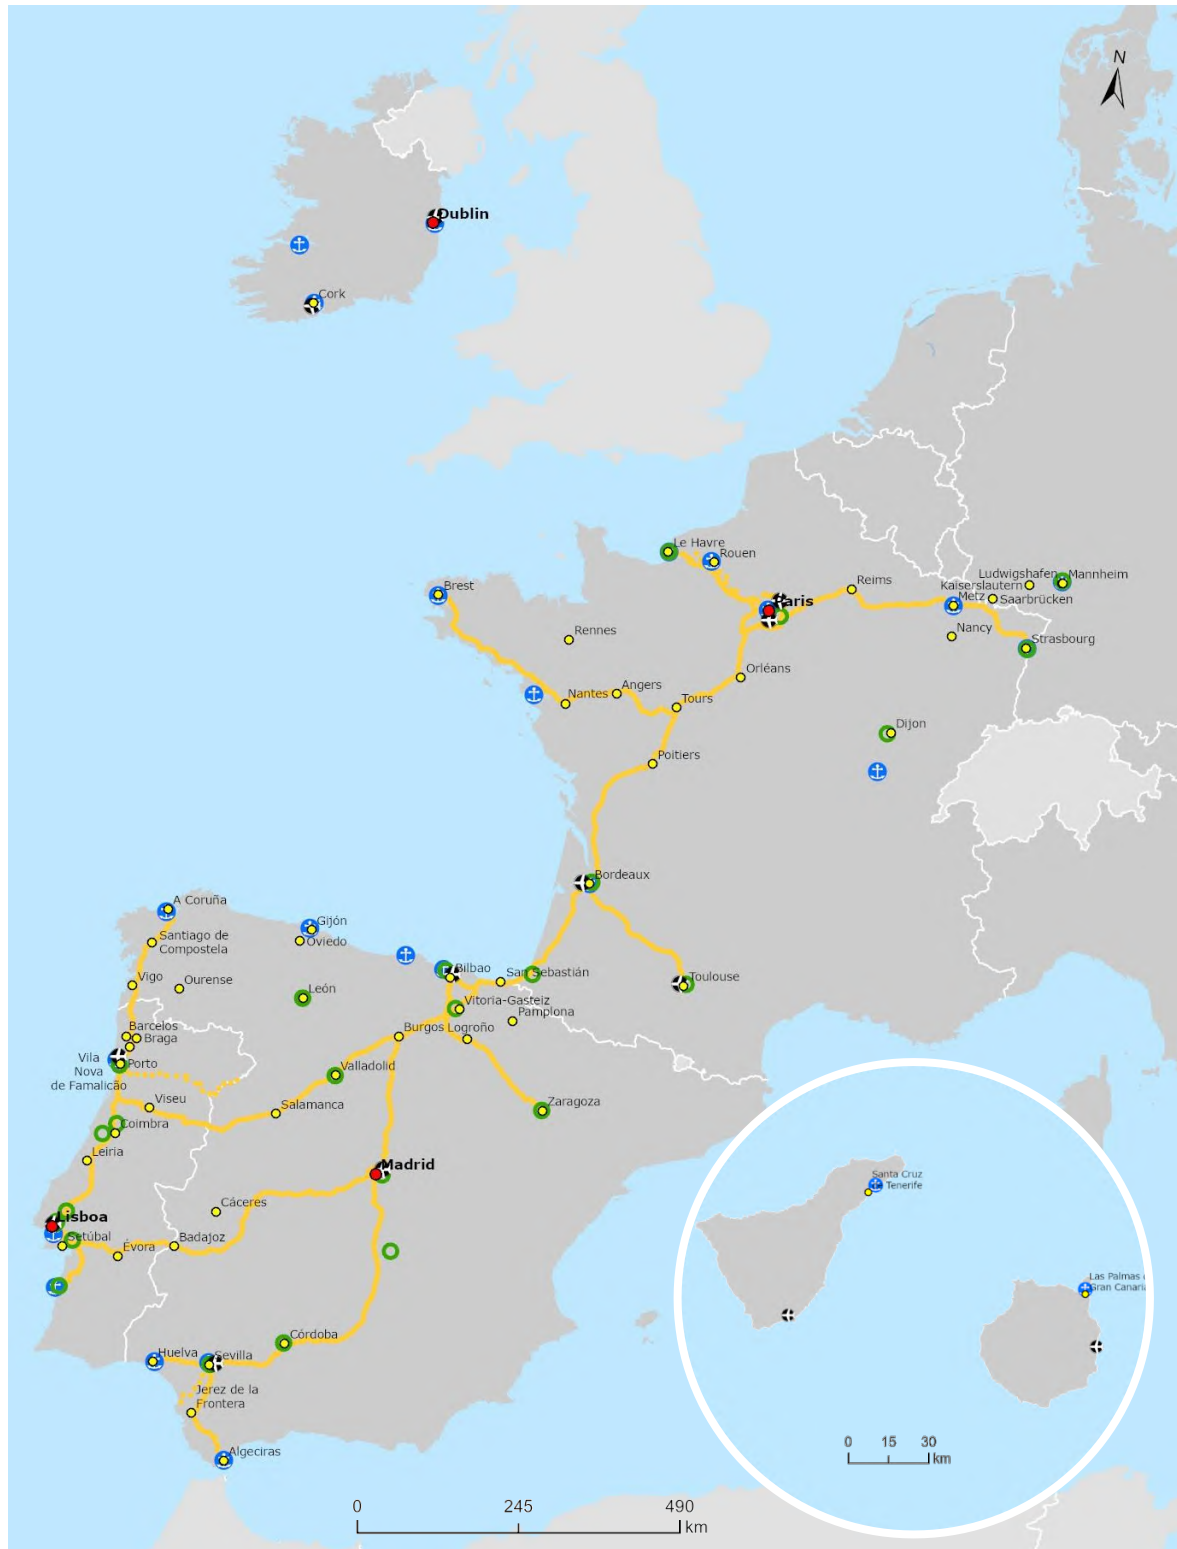 N
Dublin
Cork
Le Havre
Rouen
Brest
Rennes
Paris
Reims
Ludwigshafen
Mannheim
Kaiserslautern
Metz
Saarbrücken
Nancy
Strasbourg
Orléans
Angers
Nantes
Tours
Dijon
Poitiers
Bordeaux
Toulouse
A Coruña
Gijón
Santiago de
Compostela
Oviedo
Vigo
Ourense
León
Bilbao
San Sebastián
Vitoria-Gasteiz
Pamplona
Barcelos
Braga
Burgos
Logroño
Vila
Nova
de Famalicão
Porto
Valladolid
Viseu
Salamanca
Zaragoza
Coimbra
Leiria
Madrid
Cáceres
Lisboa
Setúbal
Évora
Badajoz
Córdoba
Huelva
Sevilla
Jerez de la
Frontera
Algeciras
Santa Cruz
Tenerife
Las Palmas
Gran Canaria
0 15 30
km
0 245 490
km